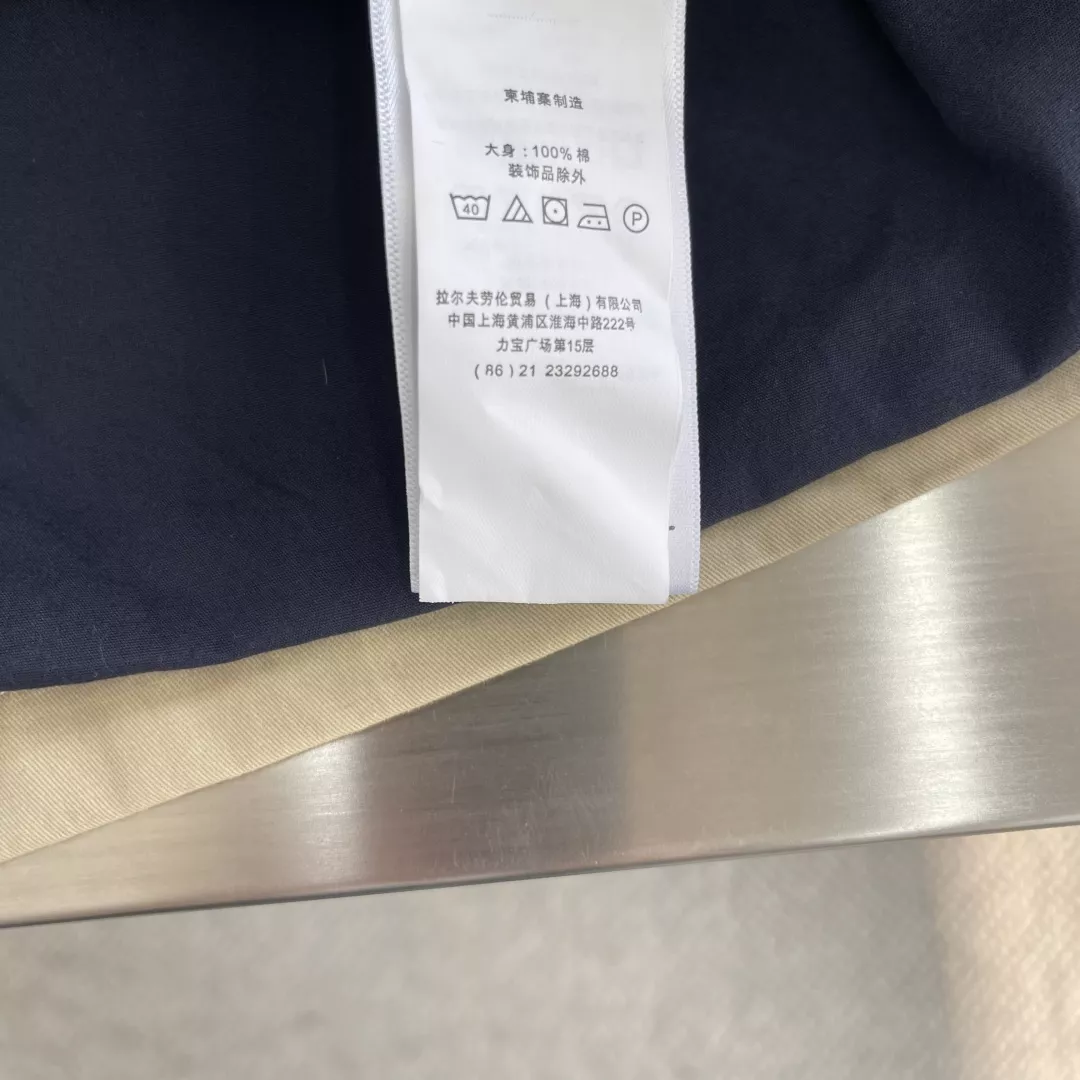 柬埔寨制造
大身：100% 棉
装饰品除外
40
P
拉尔夫劳伦贸易（上海）有限公司
中国上海黄浦区淮海中路222号
力宝广场第15层
(86) 21 23292688